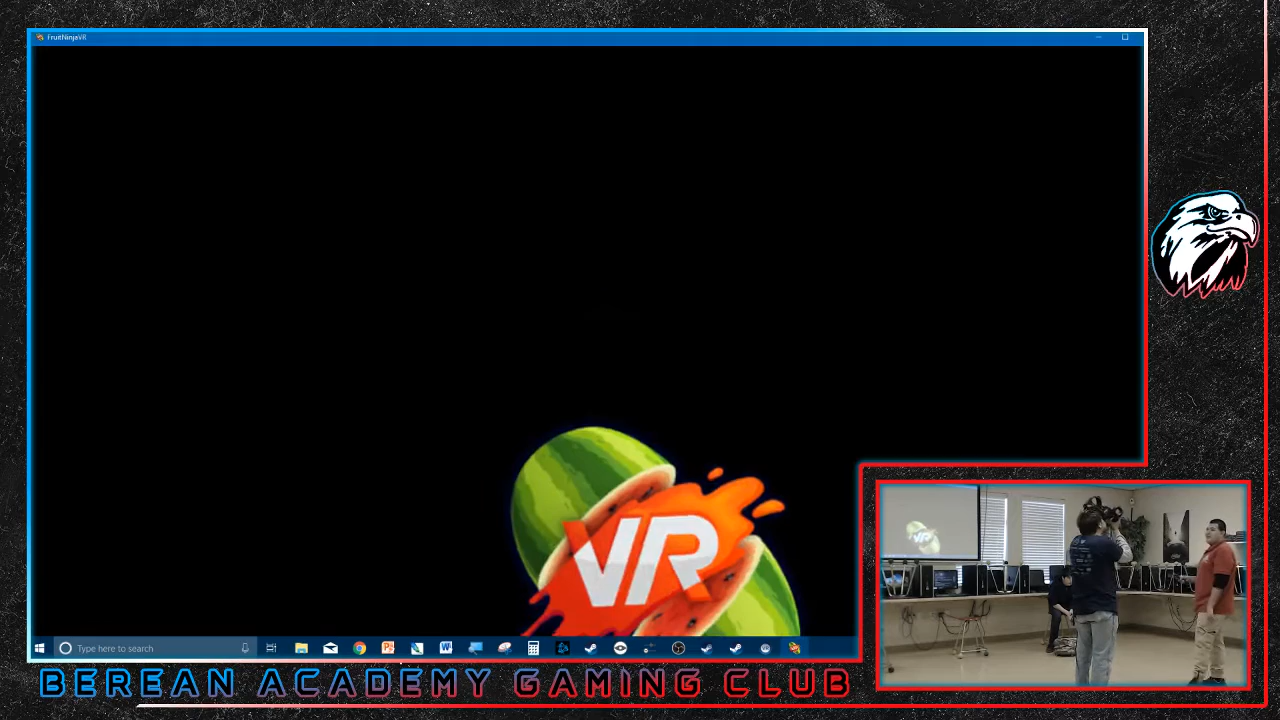 FruitNinjaVR
VR
Type here to search
BEREAN ACADEMY GAMING CLUB